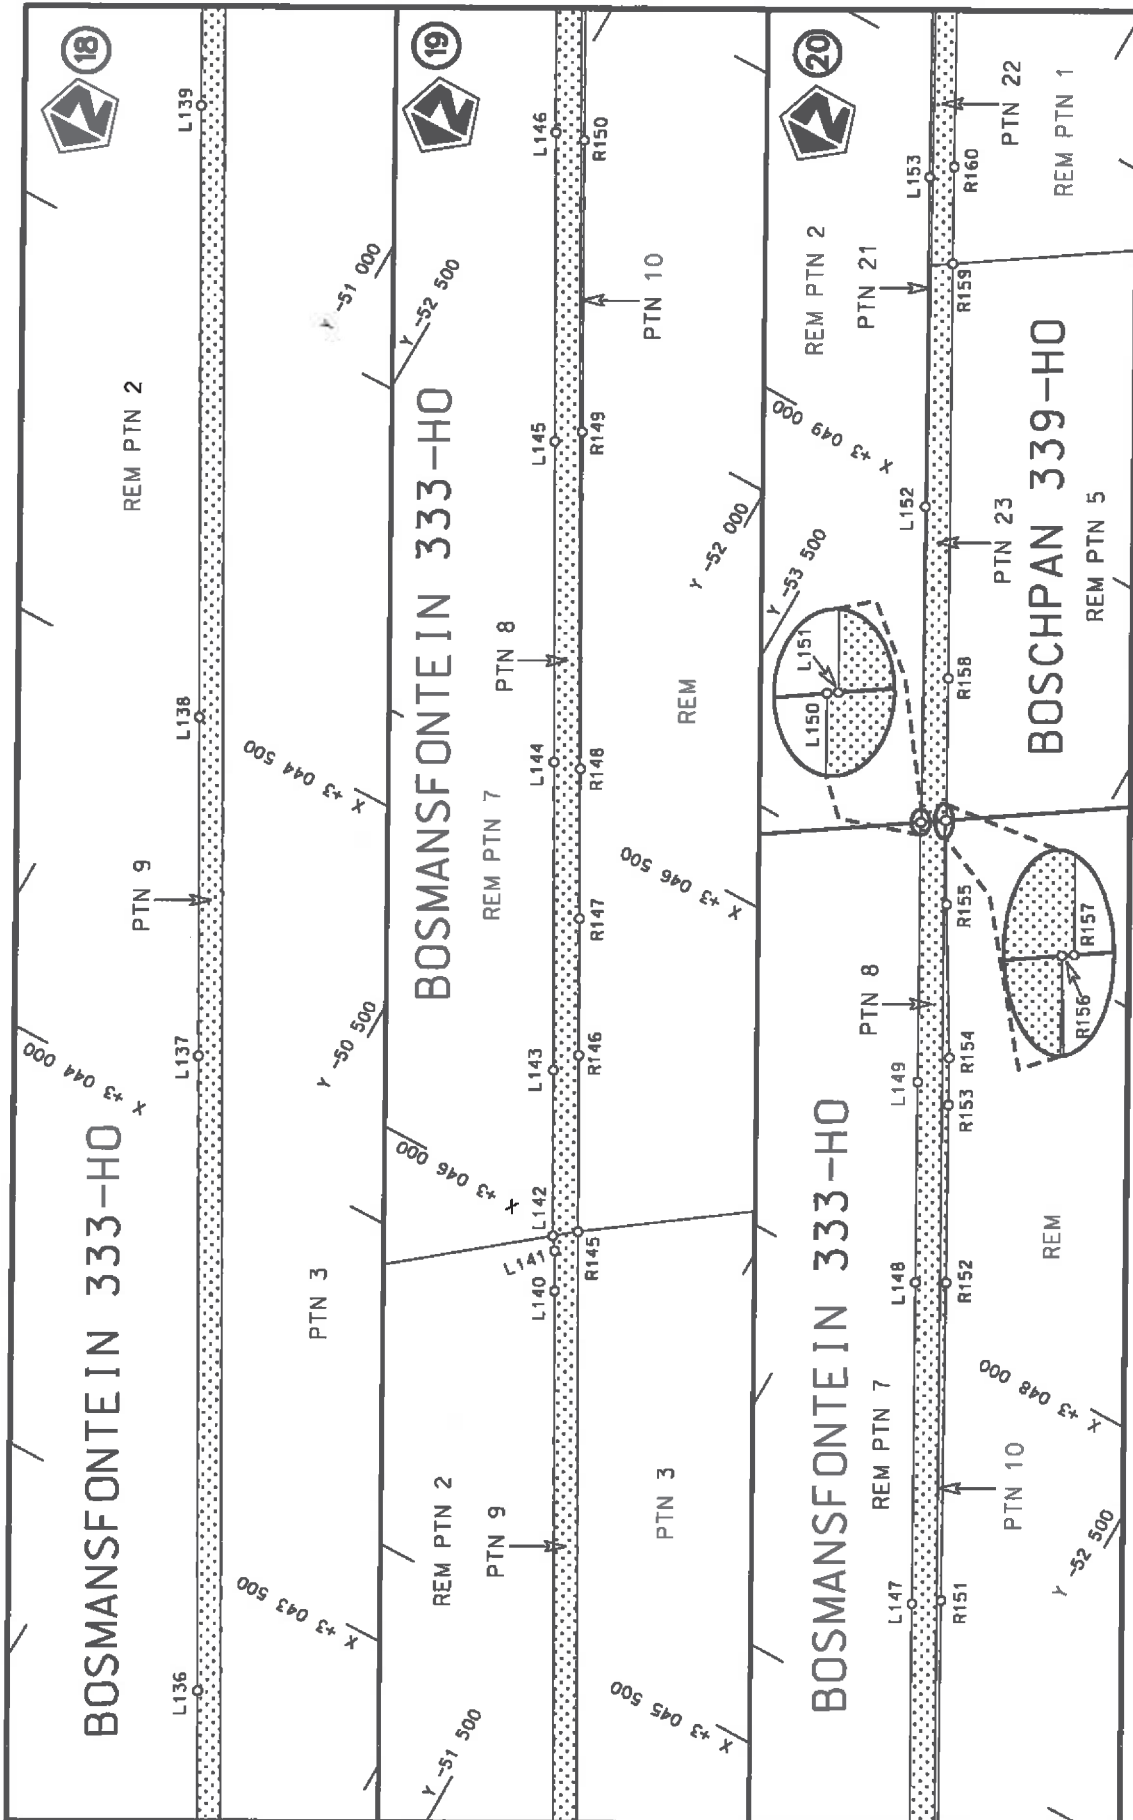 18
BOSMANSFONTEIN 333-HO
REM PTN 2
PTN 9
PTN 3
L136
L137
L138
L139
X +3 043 500
X +3 044 000
X +3 044 500
Y -50 500
Y -51 000
19
BOSMANSFONTEIN 333-HO
REM PTN 2
PTN 9
PTN 3
REM PTN 7
PTN 8
REM
PTN 10
L140
L141
L142
L143
L144
L145
L146
R145
R146
R147
R148
R149
R150
Y -51 500
X +3 045 500
X +3 046 000
X +3 046 500
Y -52 000
Y -52 500
20
BOSMANSFONTEIN 333-HO
REM PTN 7
PTN 8
PTN 10
REM
L147
L148
L149
L150
L151
L152
L153
R151
R152
R153
R154
R155
R156
R157
R158
R159
R160
Y -52 500
X +3 048 000
Y -53 500
X +3 049 000
BOSCHPAN 339-HO
REM PTN 5
PTN 23
REM PTN 2
PTN 21
PTN 22
REM PTN 1